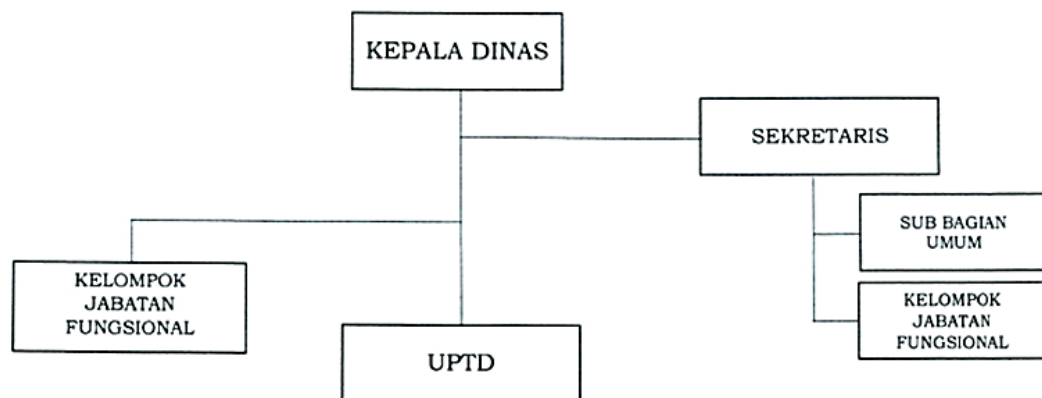 KEPALA DINAS
SEKRETARIS
SUB BAGIAN
UMUM
KELOMPOK
JABATAN
FUNGSIONAL
KELOMPOK
JABATAN
FUNGSIONAL
UPTD